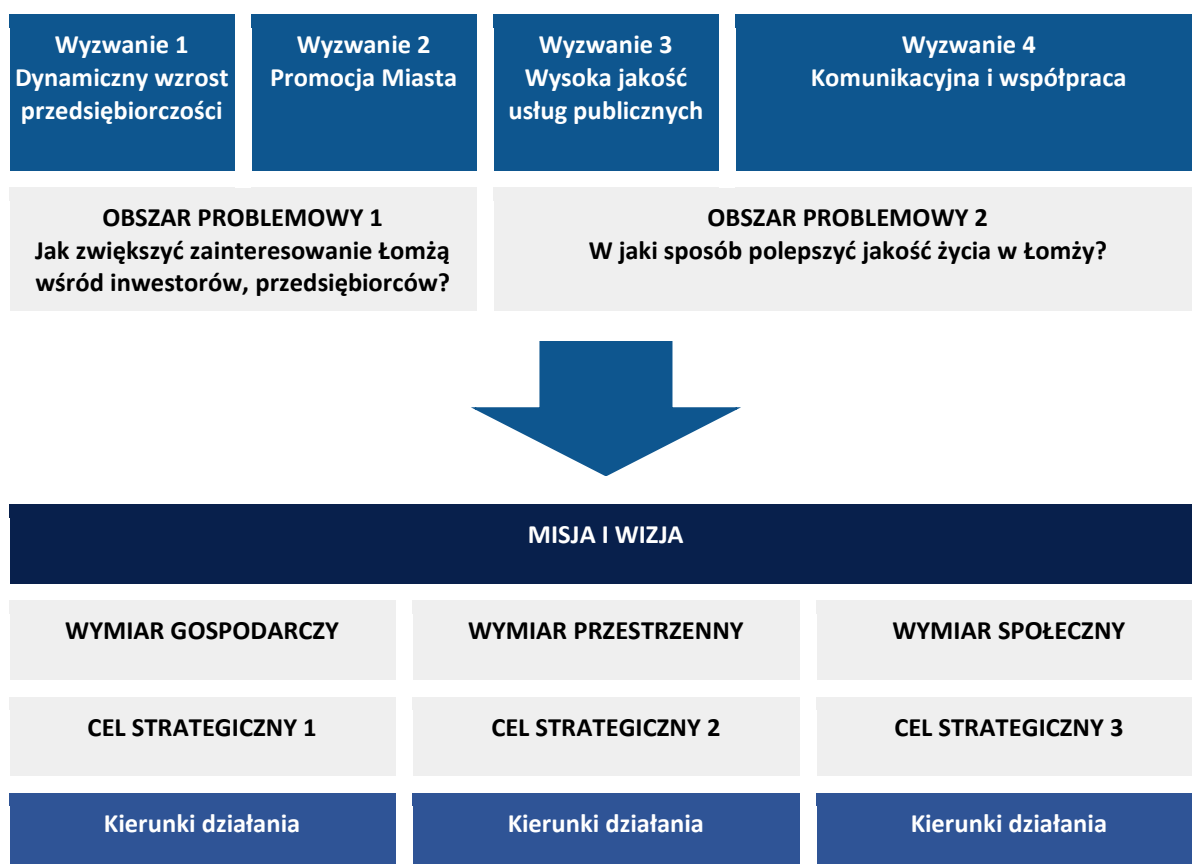 Wyzwanie 1
Dynamiczny wzrost
przedsiębiorczości
Wyzwanie 2
Promocja Miasta
Wyzwanie 3
Wysoka jakość
usług publicznych
Wyzwanie 4
Komunikacyjna i współpraca
OBSZAR PROBLEMOWY 1
Jak zwiększyć zainteresowanie Łomżą
wśród inwestorów, przedsiębiorców?
OBSZAR PROBLEMOWY 2
W jaki sposób polepszyć jakość życia w Łomży?
MISJA I WIZJA
WYMIAR GOSPODARCZY
WYMIAR PRZESTRZENNY
WYMIAR SPOŁECZNY
CEL STRATEGICZNY 1
CEL STRATEGICZNY 2
CEL STRATEGICZNY 3
Kierunki działania
Kierunki działania
Kierunki działania